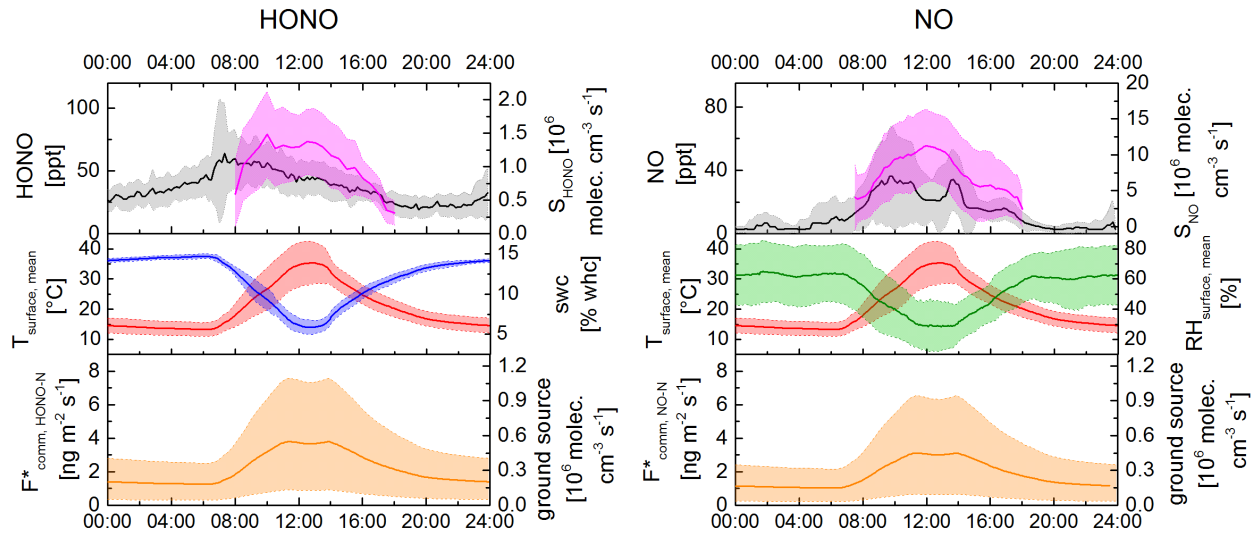 HONO
NO
00:00 04:00 08:00 12:00 16:00 20:00 24:00
00:00 04:00 08:00 12:00 16:00 20:00 24:00
HONO
[ppt]
100
50
0
2.0
1.5
1.0
0.5
0.0
S_HONO [10^6
molec. cm^-3 s^-1]
NO
[ppt]
80
40
0
20
15
10
5
0
S_NO [10^6 molec.
cm^-3 s^-1]
T_surface, mean
[°C]
40
30
20
10
15
10
5
swc
[% whc]
T_surface, mean
[°C]
40
30
20
10
80
60
40
20
RH_surface, mean
[%]
F*_comm, HONO-N
[ng m^-2 s^-1]
8
6
4
2
0
1.2
0.9
0.6
0.3
0.0
ground source
[10^6 molec.
cm^-3 s^-1]
F*_comm, NO-N
[ng m^-2 s^-1]
8
6
4
2
0
1.2
0.9
0.6
0.3
0.0
ground source
[10^6 molec.
cm^-3 s^-1]
00:00 04:00 08:00 12:00 16:00 20:00 24:00
00:00 04:00 08:00 12:00 16:00 20:00 24:00